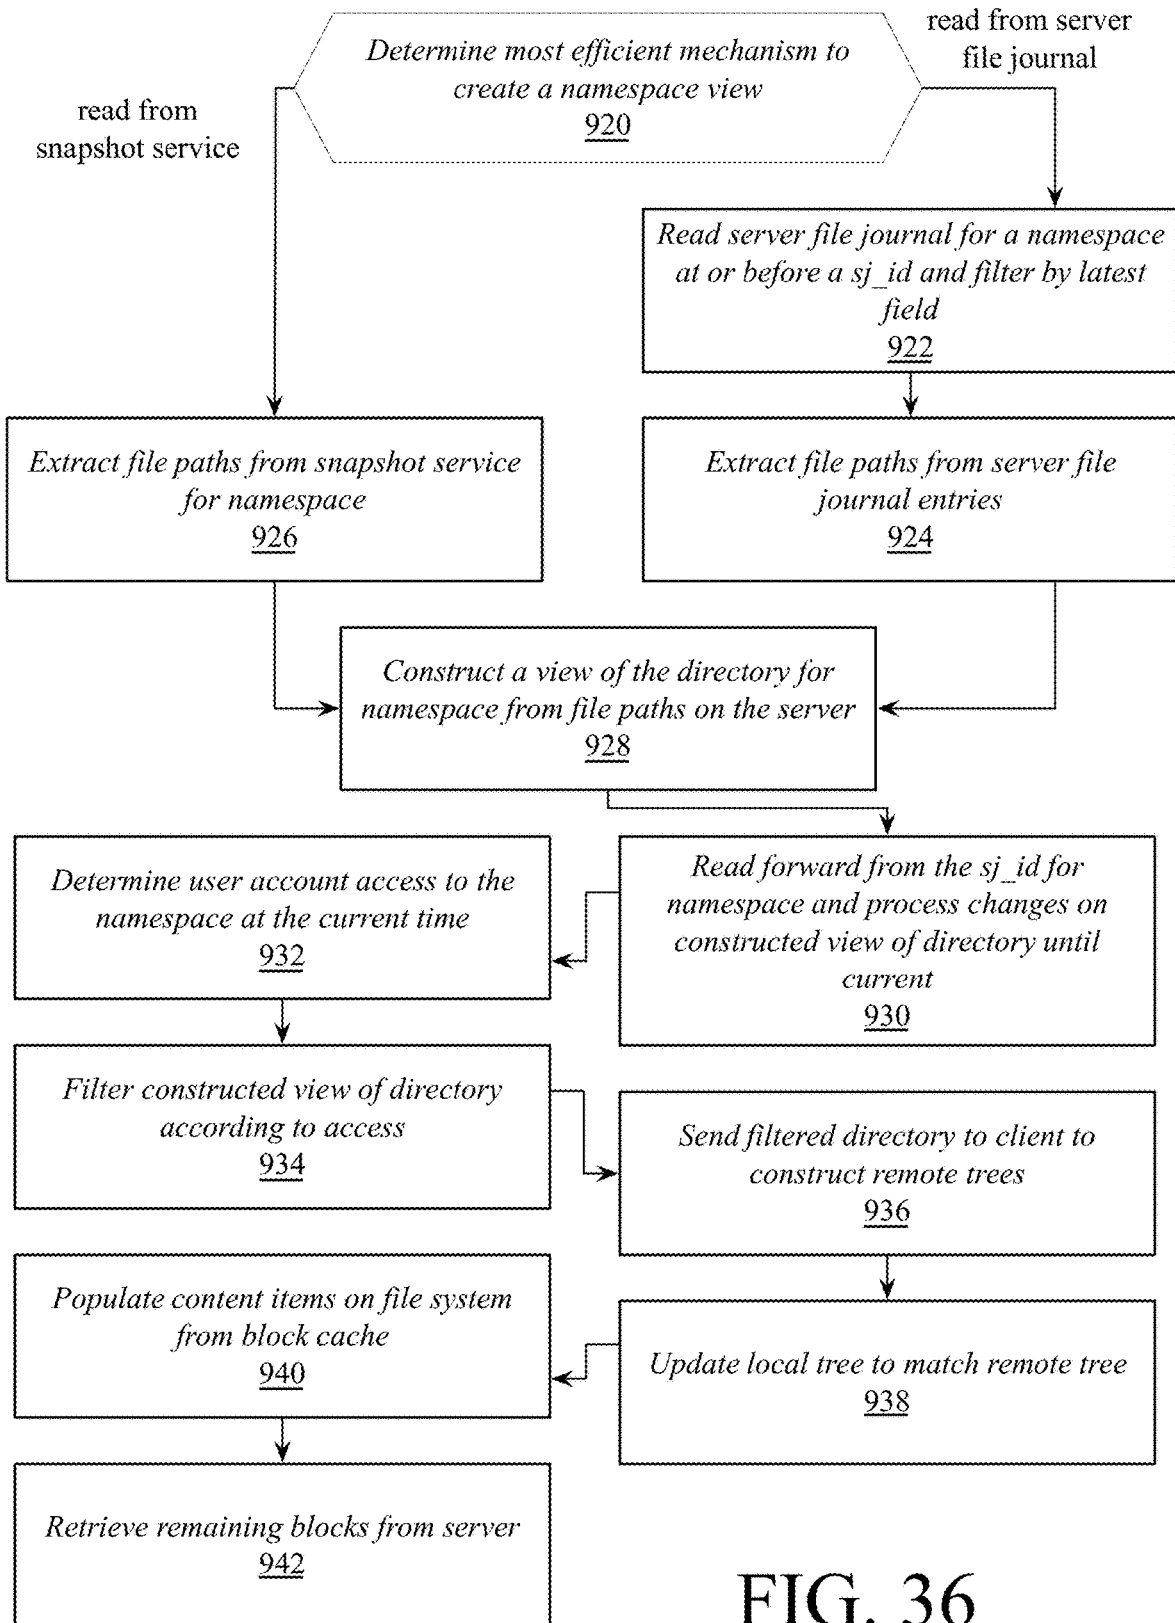 Determine most efficient mechanism to
create a namespace view
920
read from server
file journal
read from
snapshot service
Read server file journal for a namespace
at or before a sj_id and filter by latest
field
922
Extract file paths from snapshot service
for namespace
926
Extract file paths from server file
journal entries
924
Construct a view of the directory for
namespace from file paths on the server
928
Read forward from the sj_id for
namespace and process changes on
constructed view of directory until
current
930
Determine user account access to the
namespace at the current time
932
Filter constructed view of directory
according to access
934
Send filtered directory to client to
construct remote trees
936
Update local tree to match remote tree
938
Populate content items on file system
from block cache
940
Retrieve remaining blocks from server
942
FIG. 36